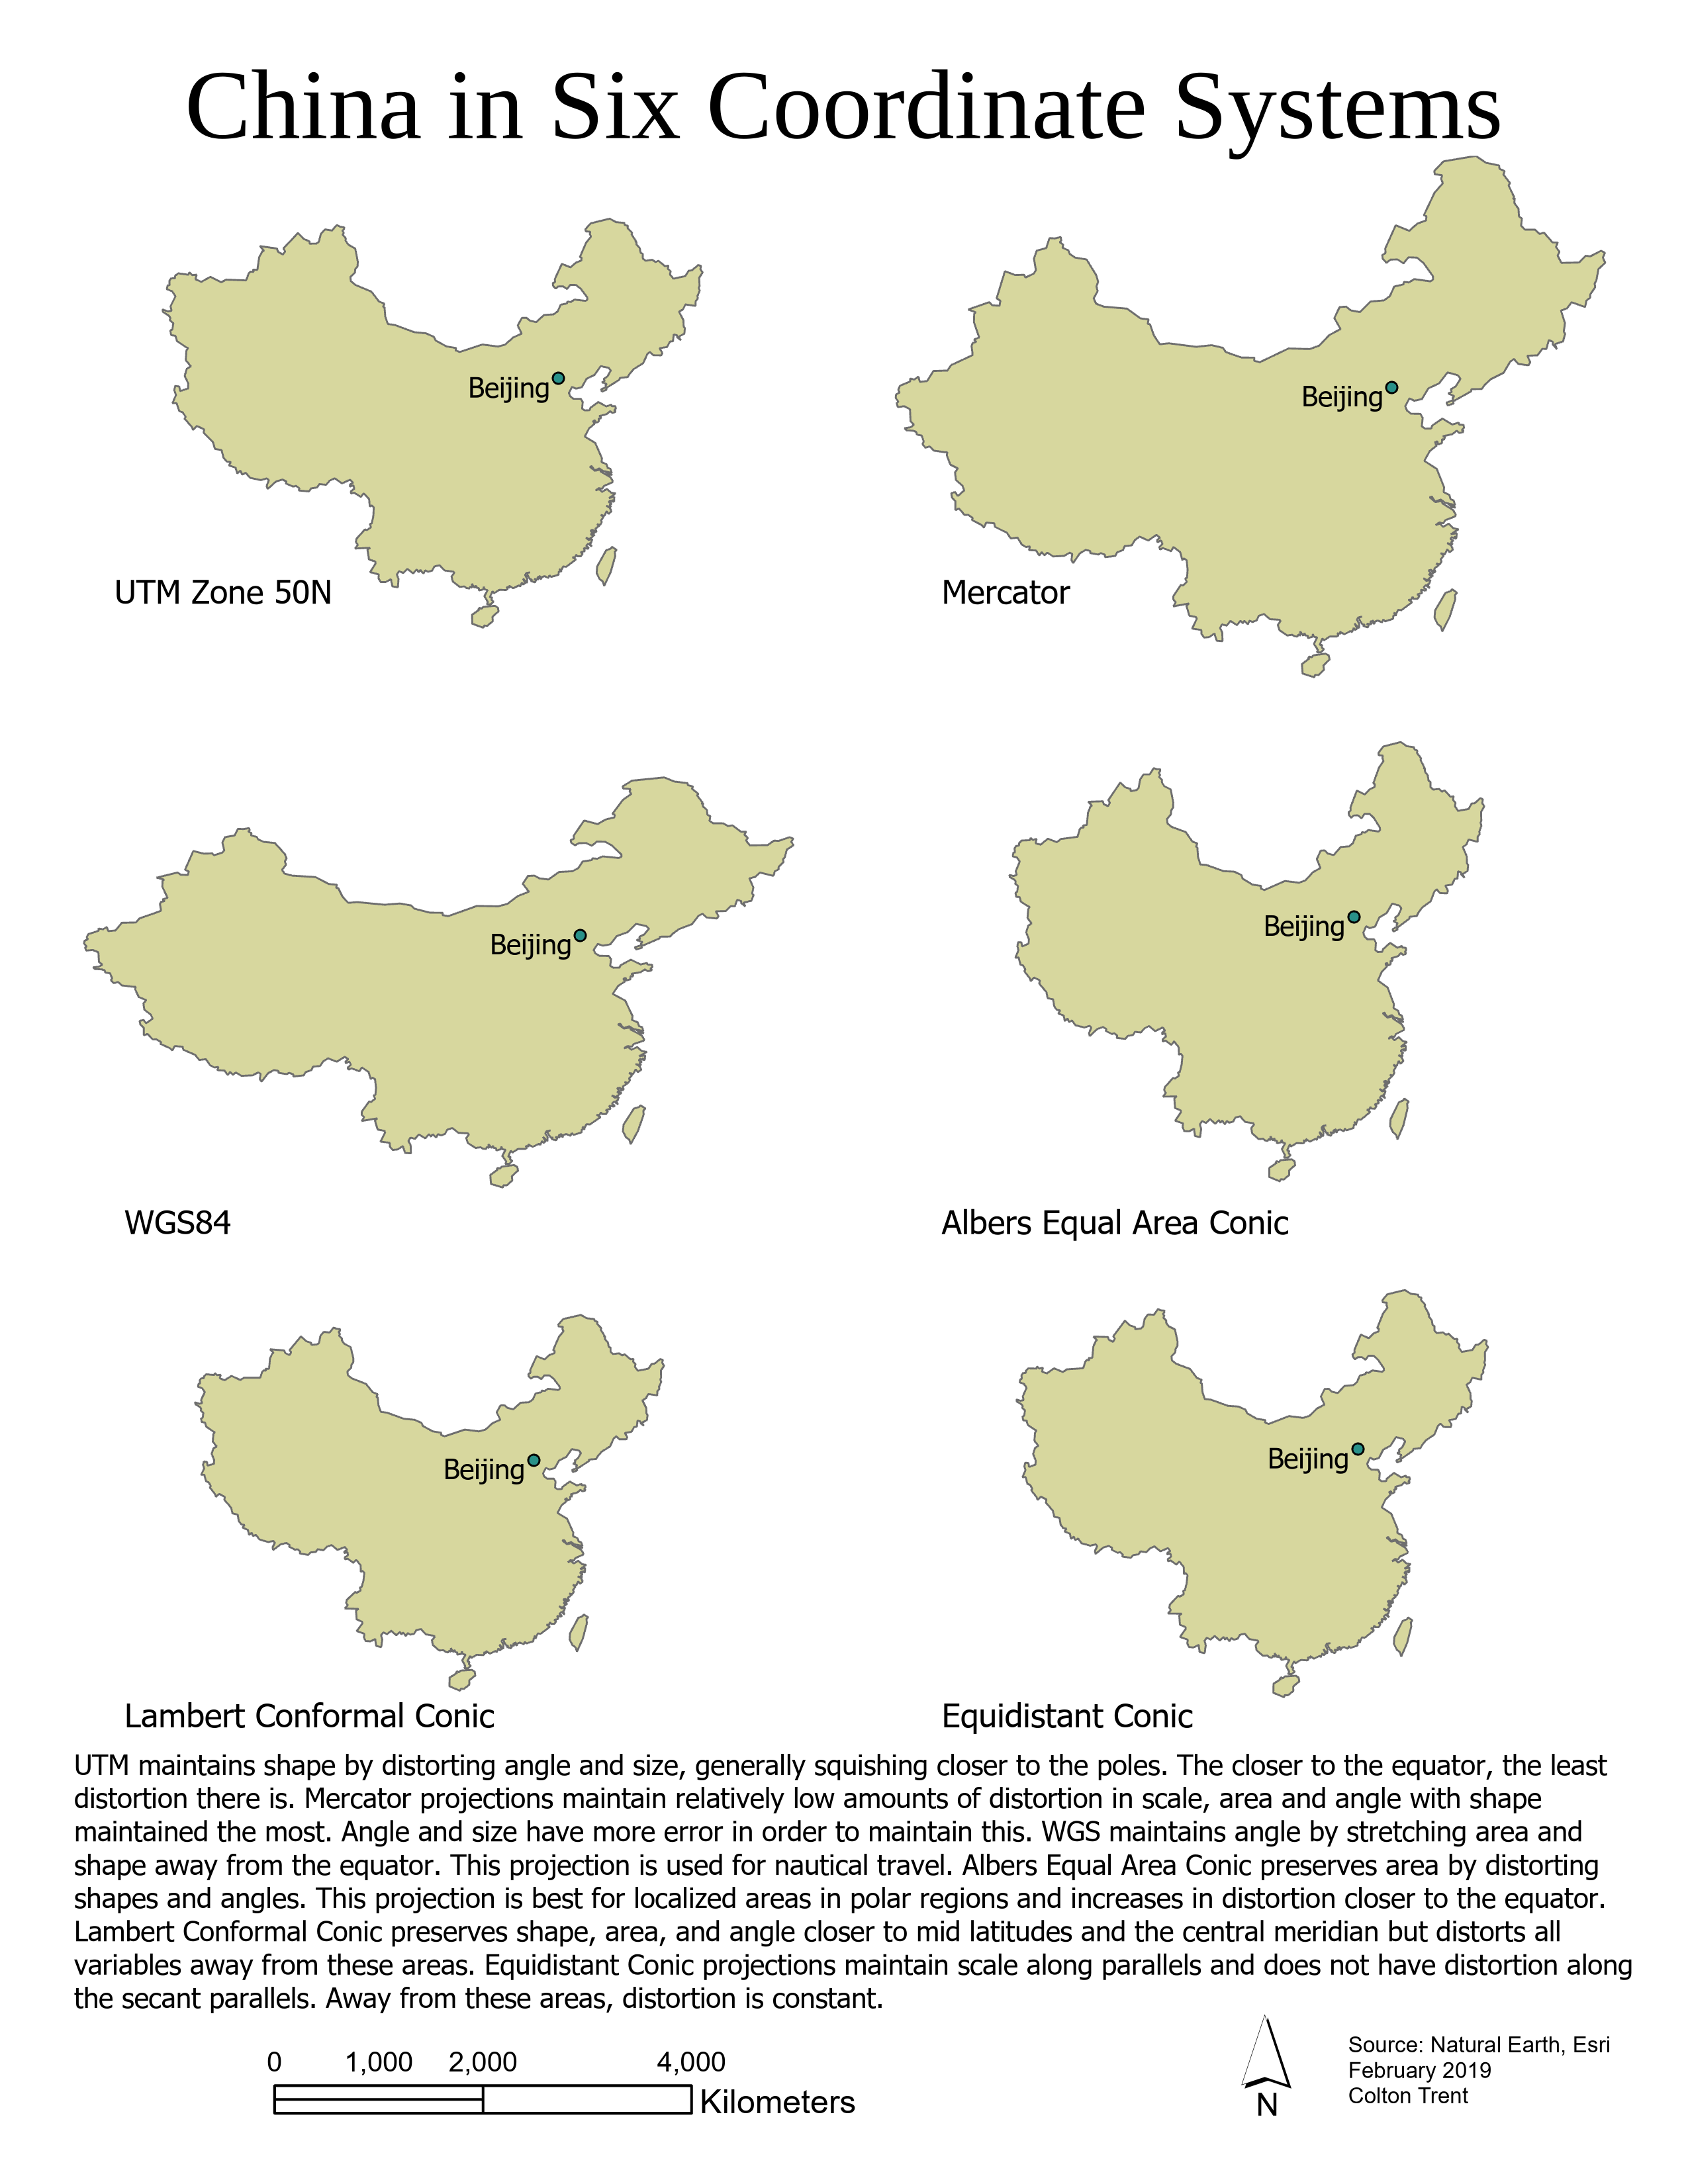 China in Six Coordinate Systems
Beijing
UTM Zone 50N
Beijing
Mercator
Beijing
WGS84
Beijing
Albers Equal Area Conic
Beijing
Lambert Conformal Conic
Beijing
Equidistant Conic
UTM maintains shape by distorting angle and size, generally squishing closer to the poles. The closer to the equator, the least
distortion there is. Mercator projections maintain relatively low amounts of distortion in scale, area and angle with shape
maintained the most. Angle and size have more error in order to maintain this. WGS maintains angle by stretching area and
shape away from the equator. This projection is used for nautical travel. Albers Equal Area Conic preserves area by distorting
shapes and angles. This projection is best for localized areas in polar regions and increases in distortion closer to the equator.
Lambert Conformal Conic preserves shape, area, and angle closer to mid latitudes and the central meridian but distorts all
variables away from these areas. Equidistant Conic projections maintain scale along parallels and does not have distortion along
the secant parallels. Away from these areas, distortion is constant.
0 1,000 2,000 4,000
Kilometers
N
Source: Natural Earth, Esri
February 2019
Colton Trent